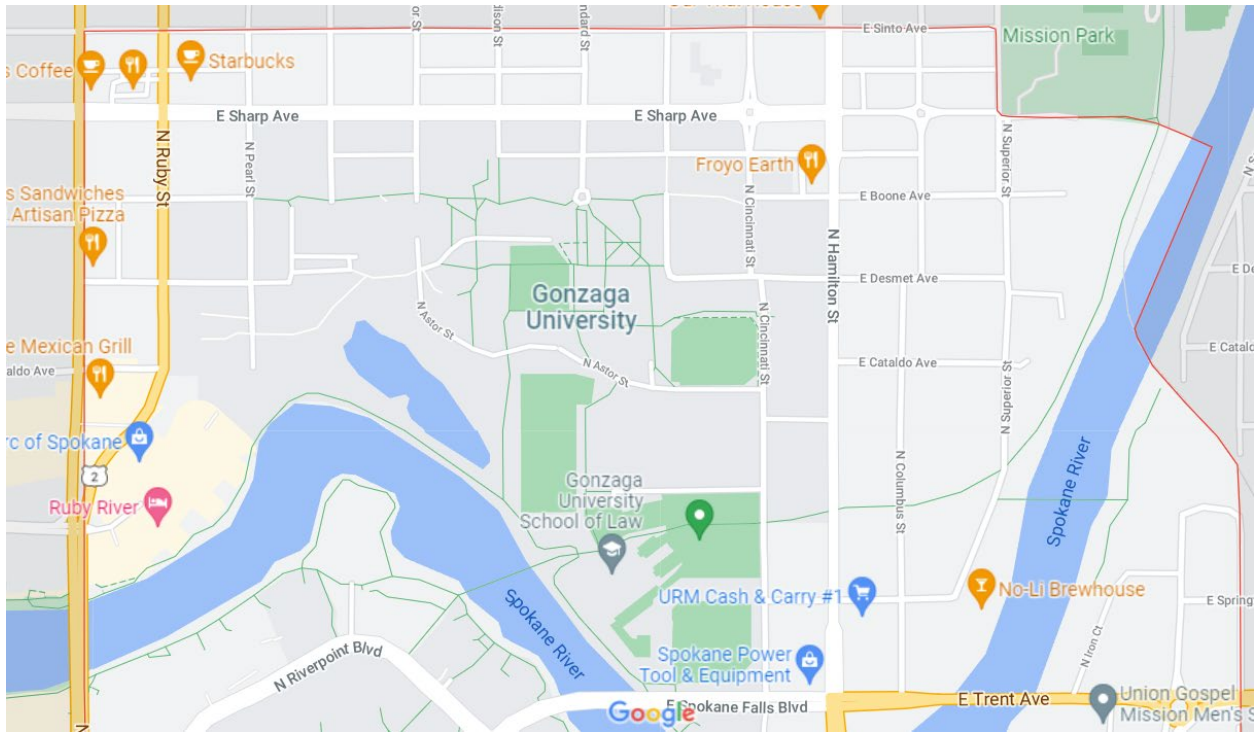 E Sinto Ave
Mission Park
s Coffee
Starbucks
E Sharp Ave
E Sharp Ave
N Ruby St
N Pearl St
N Superior St
Froyo Earth
s Sandwiches
Artisan Pizza
N Cincinnati St
E Boone Ave
N Hamilton St
E Desmet Ave
Gonzaga
University
N Astor St
N Cincinnati St
e Mexican Grill
aldo Ave
N Astor St
E Cataldo Ave
E Catald
N Superior St
rc of Spokane
2
Gonzaga
University
School of Law
N Columbus St
Spokane River
Ruby River
URM Cash & Carry #1
No-Li Brewhouse
E Spring
Spokane River
N Iron Ct
N Riverpoint Blvd
Spokane Power
Tool & Equipment
E Trent Ave
Union Gospel
Mission Men's S
E Spokane Falls Blvd
Google